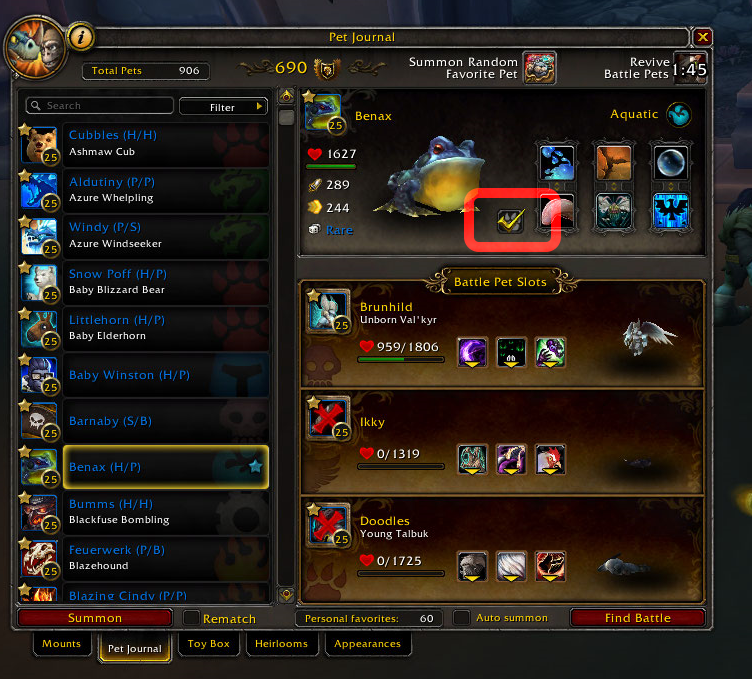 Pet Journal
Total Pets 906
690
Summon Random
Favorite Pet
Revive
Battle Pets
1:45
Search
Filter
Cubbles (H/H)
Ashmaw Cub
25
Aldutiny (P/P)
Azure Whelpling
25
Windy (P/S)
Azure Windseeker
25
Snow Poff (H/P)
Baby Blizzard Bear
25
Littlehorn (H/P)
Baby Elderhorn
25
Baby Winston (H/P)
25
Barnaby (S/B)
25
Benax (H/P)
25
Bumms (H/H)
Blackfuse Bombling
25
Feuerwerk (P/B)
Blazehound
25
Blazing Cindy (P/P)
Benax
25
Aquatic
1627
289
244
Rare
Battle Pet Slots
Brunhild
Unborn Val'kyr
25
959/1806
Ikky
25
0/1319
Doodles
Young Talbuk
25
0/1725
Summon
Rematch
Personal favorites: 60
Auto summon
Find Battle
Mounts
Pet Journal
Toy Box
Heirlooms
Appearances